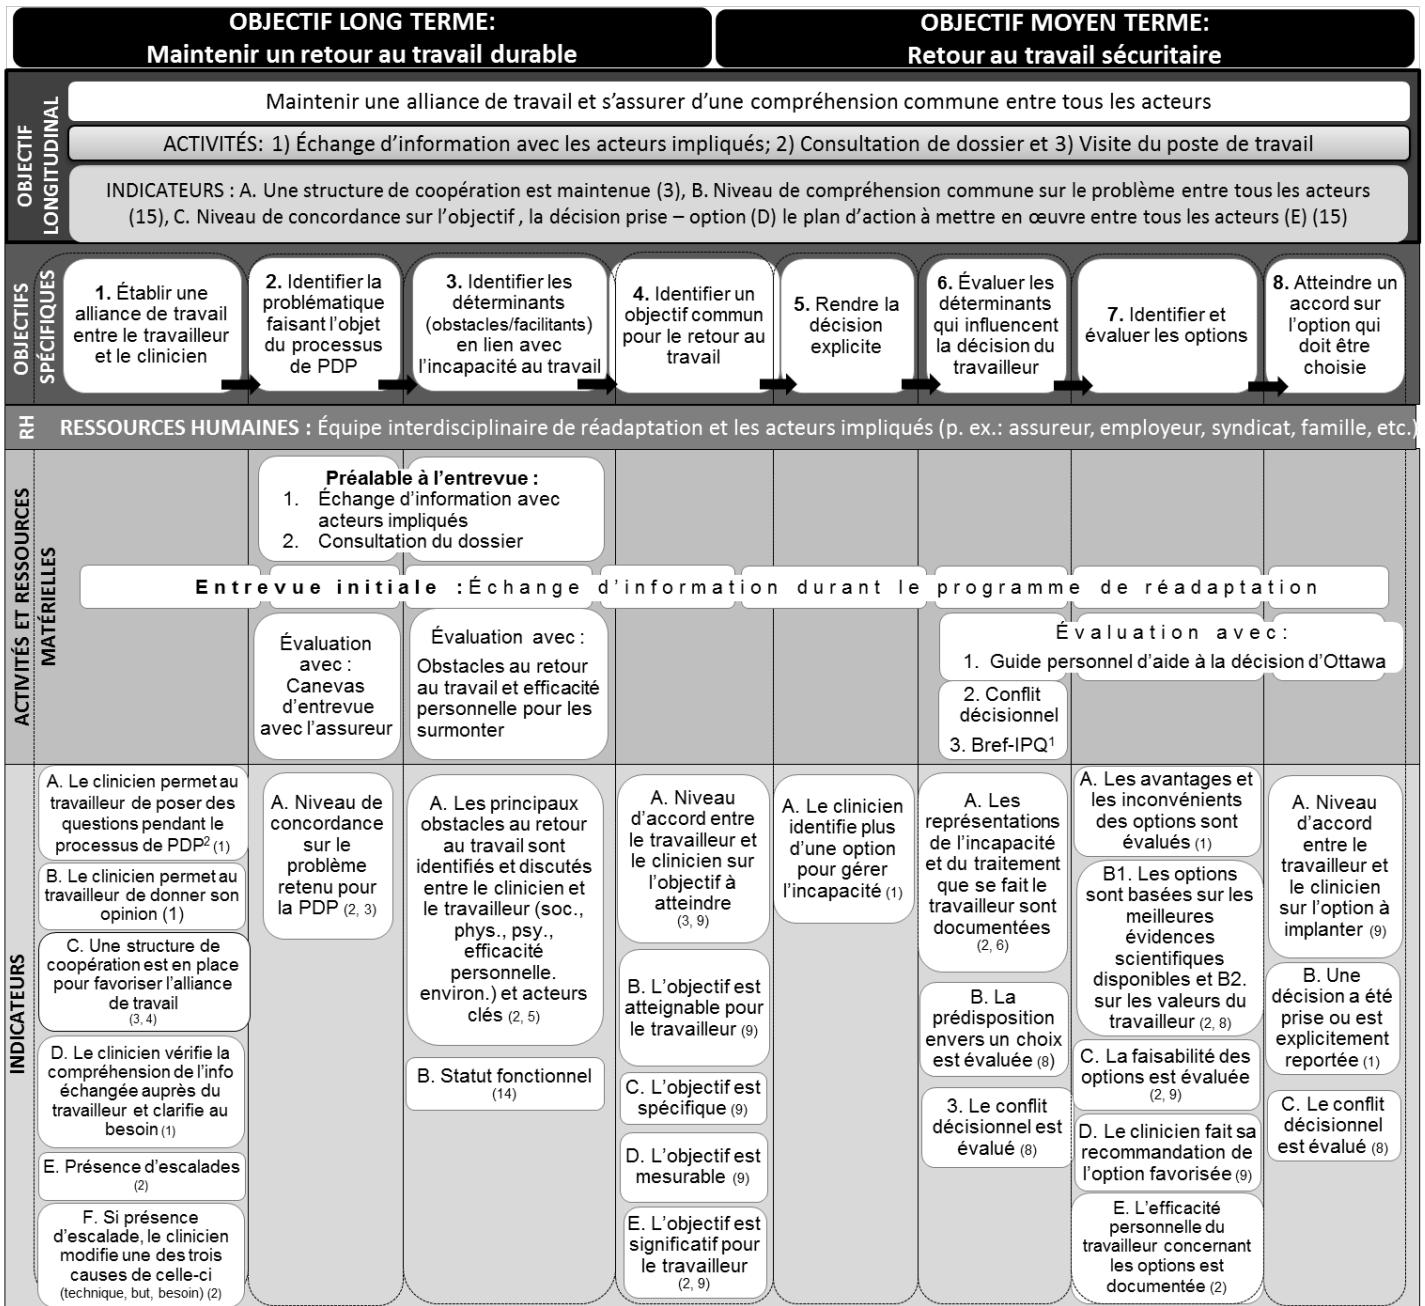 OBJECTIF LONG TERME:
Maintenir un retour au travail durable
OBJECTIF MOYEN TERME:
Retour au travail sécuritaire
OBJECTIF
LONGITUDINAL
Maintenir une alliance de travail et s’assurer d’une compréhension commune entre tous les acteurs
ACTIVITÉS: 1) Échange d’information avec les acteurs impliqués; 2) Consultation de dossier et 3) Visite du poste de travail
INDICATEURS : A. Une structure de coopération est maintenue (3), B. Niveau de compréhension commune sur le problème entre tous les acteurs
(15), C. Niveau de concordance sur l’objectif , la décision prise – option (D) le plan d’action à mettre en œuvre entre tous les acteurs (E) (15)
OBJECTIFS
SPÉCIFIQUES
1. Établir une
alliance de travail
entre le travailleur
et le clinicien
2. Identifier la
problématique
faisant l’objet
du processus
de PDP
3. Identifier les
déterminants
(obstacles/facilitants)
en lien avec
l’incapacité au travail
4. Identifier un
objectif commun
pour le retour au
travail
5. Rendre la
décision
explicite
6. Évaluer les
déterminants
qui influencent
la décision du
travailleur
7. Identifier et
évaluer les options
8. Atteindre un
accord sur
l’option qui
doit être
choisie
RH
RESSOURCES HUMAINES : Équipe interdisciplinaire de réadaptation et les acteurs impliqués (p. ex.: assureur, employeur, syndicat, famille, etc.)
ACTIVITÉS ET RESSOURCES
MATÉRIELLES
Préalable à l’entrevue :
1. Échange d’information avec
acteurs impliqués
2. Consultation du dossier
Entrevue initiale : Échange d’information durant le programme de réadaptation
Évaluation
avec :
Canevas
d’entrevue
avec l’assureur
Évaluation avec :
Obstacles au retour
au travail et efficacité
personnelle pour les
surmonter
Évaluation avec:
1. Guide personnel d’aide à la décision d’Ottawa
2. Conflit
décisionnel
3. Bref-IPQ1
INDICATEURS
A. Le clinicien permet au
travailleur de poser des
questions pendant le
processus de PDP2 (1)
B. Le clinicien permet au
travailleur de donner son
opinion (1)
C. Une structure de
coopération est en place
pour favoriser l’alliance
de travail
(3, 4)
D. Le clinicien vérifie la
compréhension de l’info
échangée auprès du
travailleur et clarifie au
besoin (1)
E. Présence d’escalades
(2)
F. Si présence
d’escalade, le clinicien
modifie une des trois
causes de celle-ci
(technique, but, besoin) (2)
A. Niveau de
concordance
sur le
problème
retenu pour
la PDP (2, 3)
A. Les principaux
obstacles au retour
au travail sont
identifiés et discutés
entre le clinicien et
le travailleur (soc.,
phys., psy.,
efficacité
personnelle.
environ.) et acteurs
clés (2, 5)
B. Statut fonctionnel
(14)
A. Niveau
d’accord entre
le travailleur et
le clinicien sur
l’objectif à
atteindre
(3, 9)
B. L’objectif est
atteignable pour
le travailleur (9)
C. L’objectif est
spécifique (9)
D. L’objectif est
mesurable (9)
E. L’objectif est
significatif pour
le travailleur
(2, 9)
A. Le clinicien
identifie plus
d’une option
pour gérer
l’incapacité (1)
A. Les
représentations
de l’incapacité
et du traitement
que se fait le
travailleur sont
documentées
(2, 6)
B. La
prédisposition
envers un choix
est évaluée (8)
3. Le conflit
décisionnel est
évalué (8)
A. Les avantages et
les inconvénients
des options sont
évalués (1)
B1. Les options
sont basées sur les
meilleures
évidences
scientifiques
disponibles et B2.
sur les valeurs du
travailleur (2, 8)
C. La faisabilité des
options est évaluée
(2, 9)
D. Le clinicien fait sa
recommandation de
l’option favorisée (9)
E. L’efficacité
personnelle du
travailleur concernant
les options est
documentée (2)
A. Niveau
d’accord
entre le
travailleur et
le clinicien
sur l’option à
implanter (9)
B. Une
décision a été
prise ou est
explicitement
reportée (1)
C. Le conflit
décisionnel
est évalué (8)